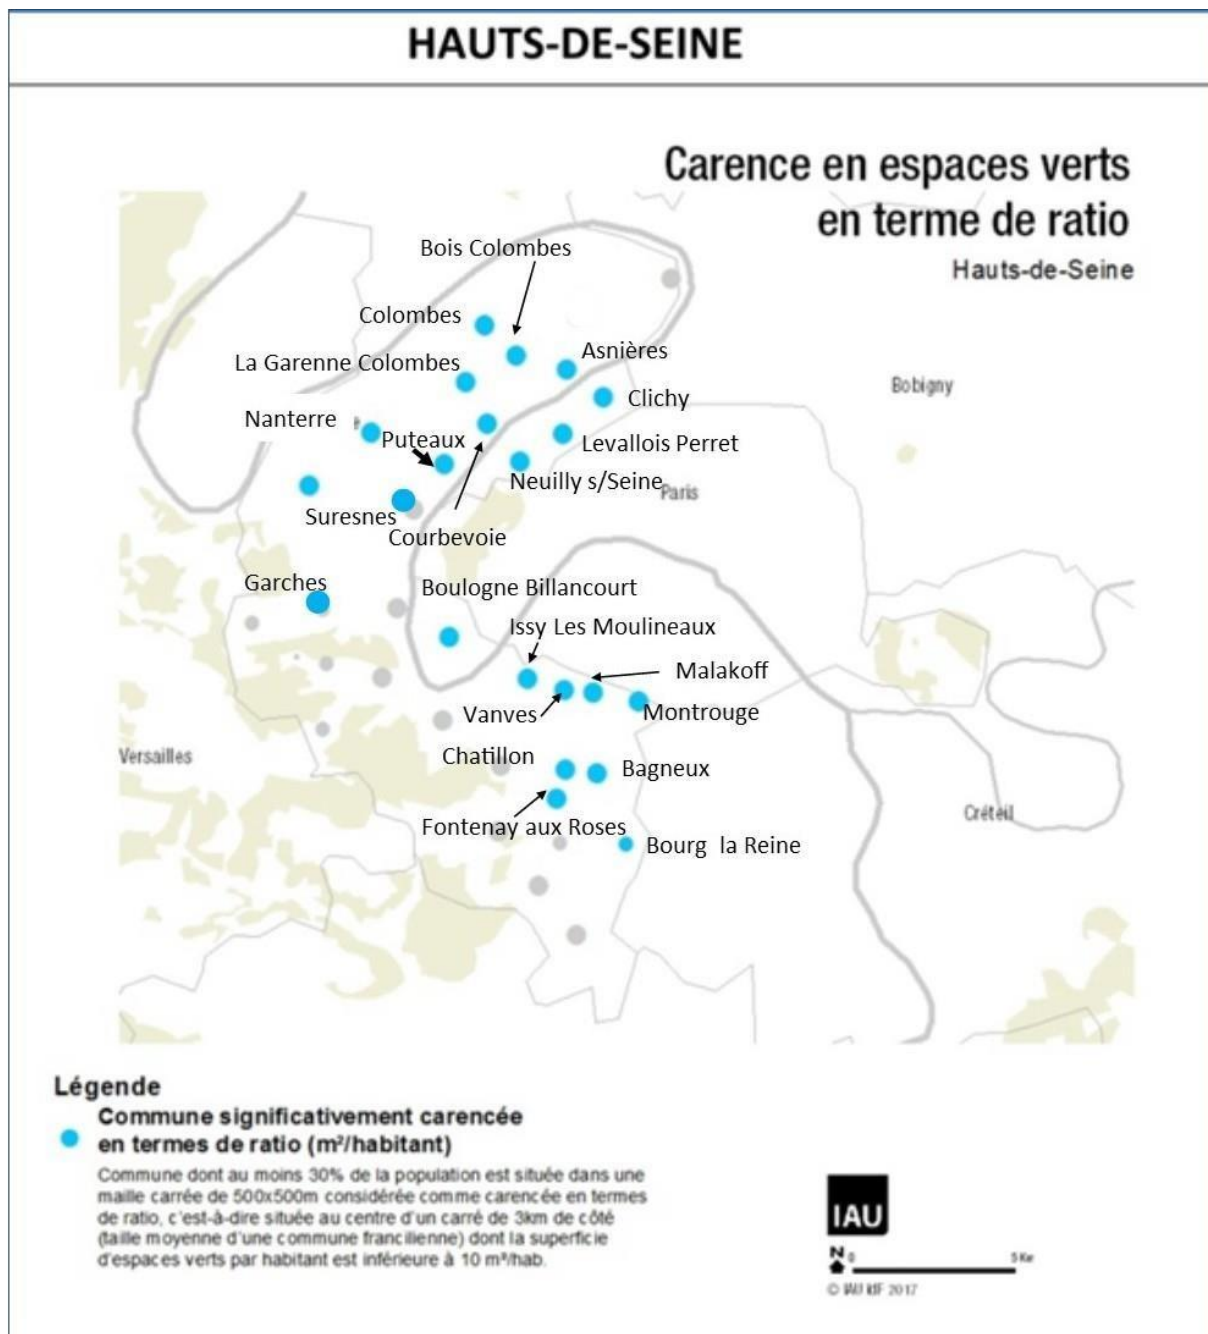 HAUTS-DE-SEINE
Carence en espaces verts
en terme de ratio
Hauts-de-Seine
Bois Colombes
Colombes
La Garenne Colombes
Asnières
Clichy
Bobigny
Nanterre
Puteaux
Levallois Perret
Neuilly s/Seine
Paris
Suresnes
Courbevoie
Garches
Boulogne Billancourt
Issy Les Moulineaux
Malakoff
Vanves
Montrouge
Versailles
Chatillon
Bagneux
Créteil
Fontenay aux Roses
Bourg la Reine
Légende
Commune significativement carencée
en termes de ratio (m²/habitant)
Commune dont au moins 30% de la population est située dans une
maille carrée de 500x500m considérée comme carencée en termes
de ratio, c'est-à-dire située au centre d'un carré de 3km de côté
(taille moyenne d'une commune francilienne) dont la superficie
d'espaces verts par habitant est inférieure à 10 m²/hab.
IAU
N 0 5 Km
© IAU îdF 2017